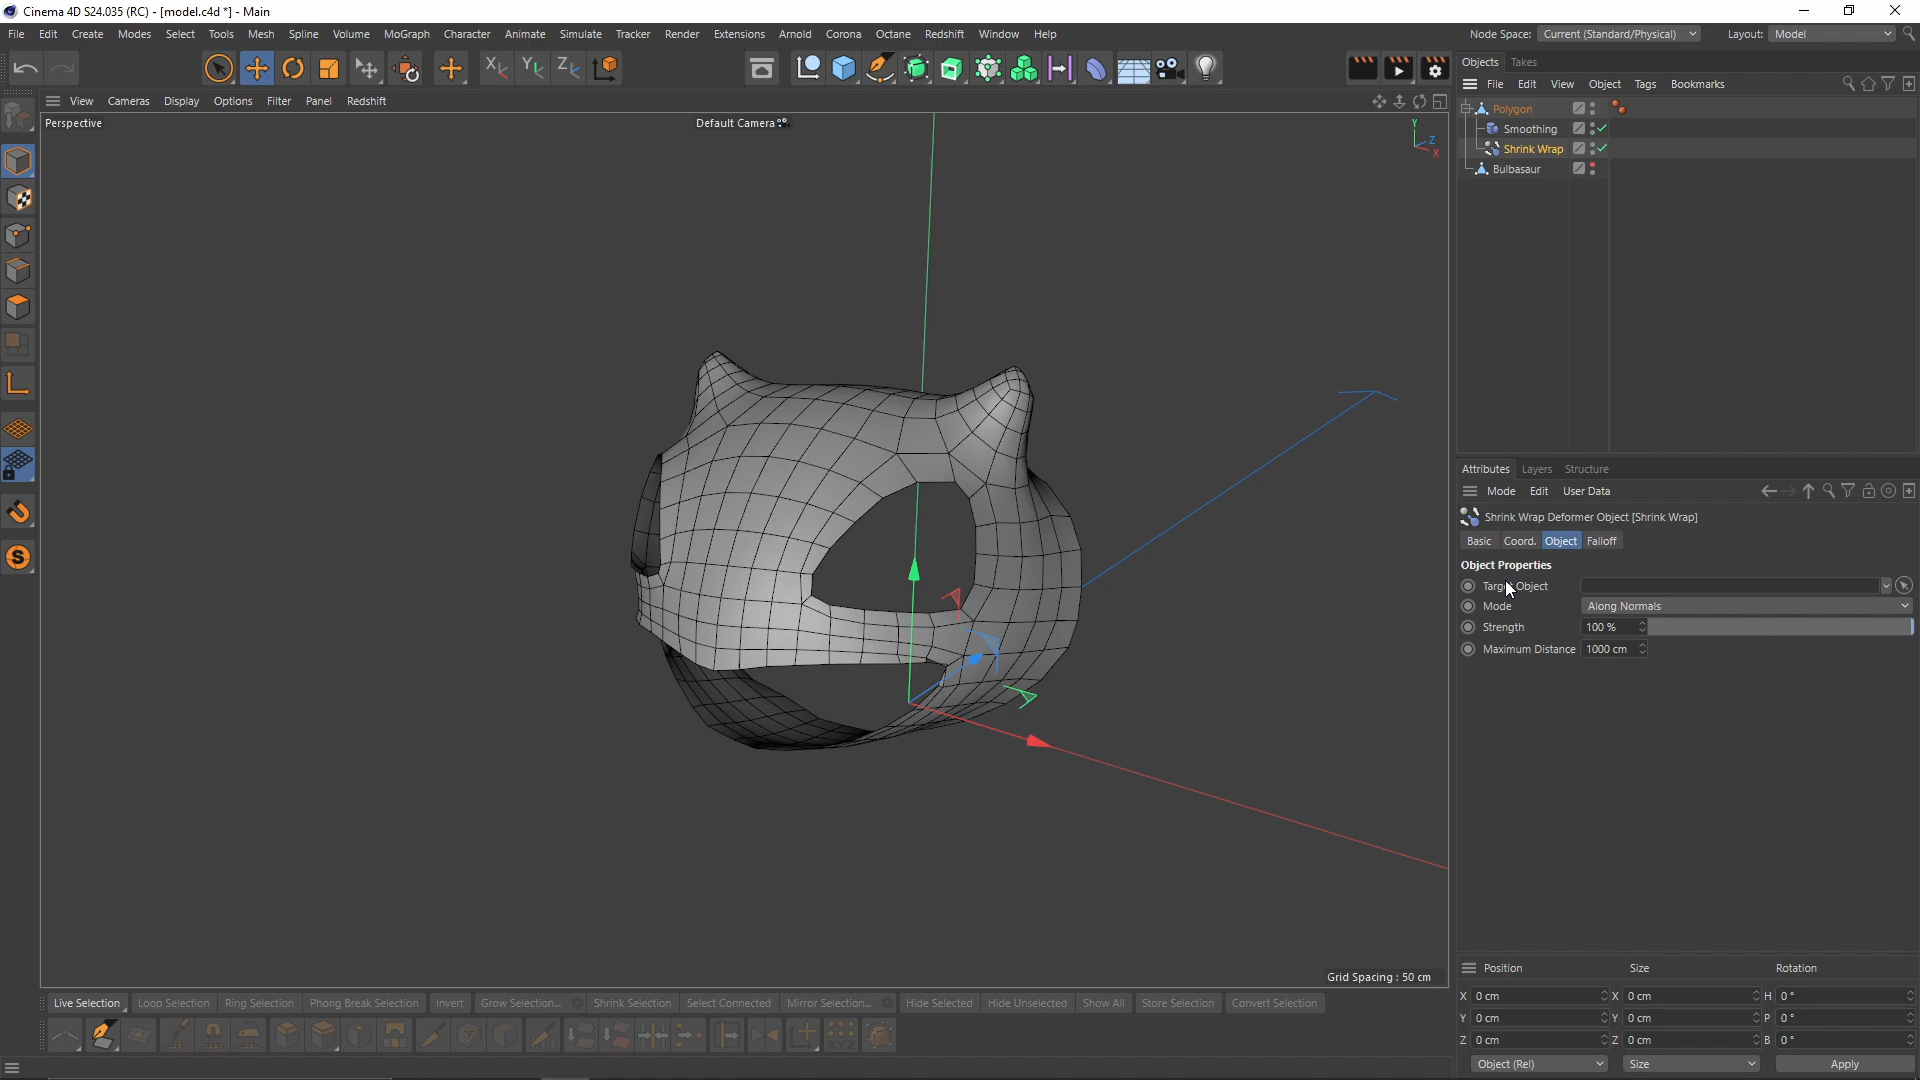 Cinema 4D S24.035 (RC) - [model.c4d *] - Main
File Edit Create Modes Select Tools Mesh Spline Volume MoGraph Character Animate Simulate Tracker Render Extensions Arnold Corona Octane Redshift Window Help Node Space: Current (Standard/Physical) Layout: Model
View Cameras Display Options Filter Panel Redshift
Perspective
Default Camera
Y
Z
X
Grid Spacing : 50 cm
Objects Takes
File Edit View Object Tags Bookmarks
Polygon
Smoothing
Shrink Wrap
Bulbasaur
Attributes Layers Structure
Mode Edit User Data
Shrink Wrap Deformer Object [Shrink Wrap]
Basic Coord. Object Falloff
Object Properties
Target Object
Mode Along Normals
Strength 100 %
Maximum Distance 1000 cm
Position Size Rotation
X 0 cm X 0 cm H 0 °
Y 0 cm Y 0 cm P 0 °
Z 0 cm Z 0 cm B 0 °
Object (Rel) Size Apply
Live Selection Loop Selection Ring Selection Phong Break Selection Invert Grow Selection... Shrink Selection Select Connected Mirror Selection... Hide Selected Hide Unselected Show All Store Selection Convert Selection